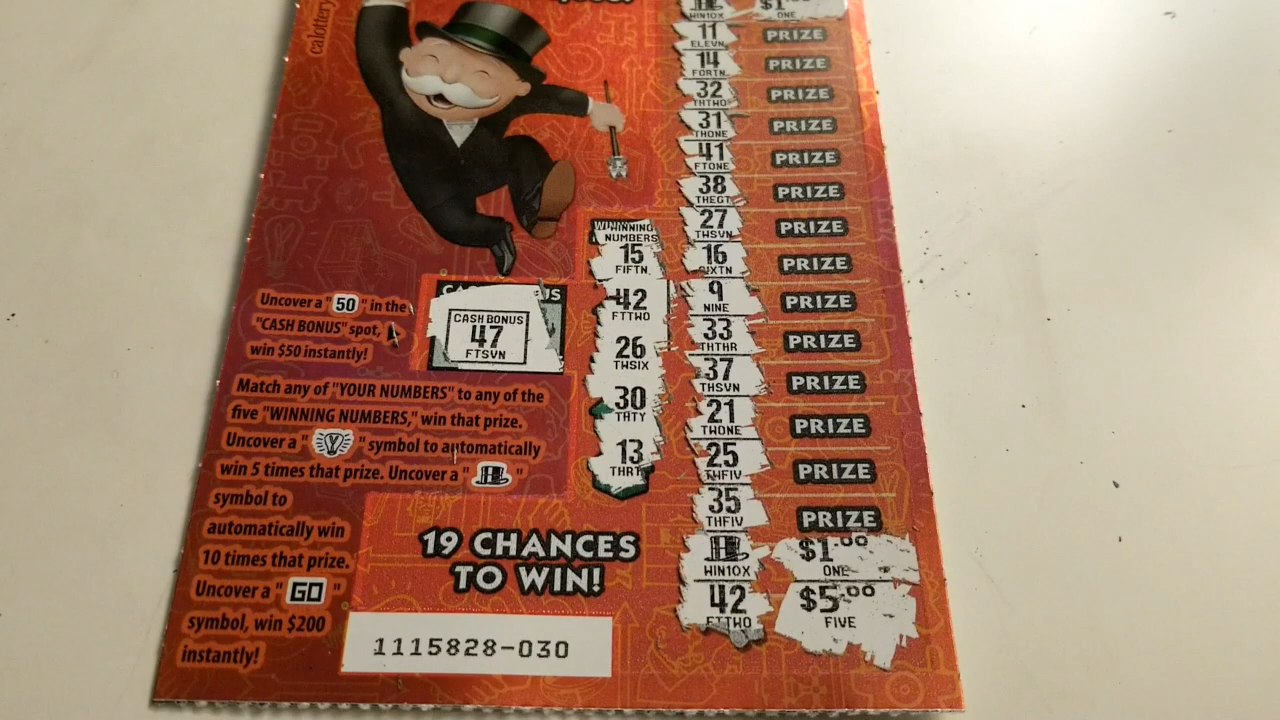 calottery
WIN10X
$1
ONE
11
ELEVN
PRIZE
14
FORTN
PRIZE
32
THTWO
PRIZE
31
THONE
PRIZE
41
FTONE
PRIZE
38
THEGT
PRIZE
27
TWSVN
PRIZE
16
SIXTN
PRIZE
9
NINE
PRIZE
33
THTHR
PRIZE
37
THSVN
PRIZE
21
TWONE
PRIZE
25
TWFIV
PRIZE
35
THFIV
PRIZE
WIN10X
$1.00
ONE
42
FTTWO
$5.00
FIVE
WINNING
NUMBERS
15
FIFTN
42
FTTWO
26
TWSIX
30
THTY
13
THRT
CASH BONUS
47
FTSVN
Uncover a "50" in the
"CASH BONUS" spot,
win $50 instantly!
Match any of "YOUR NUMBERS" to any of the
five "WINNING NUMBERS," win that prize.
Uncover a " " symbol to automatically
win 5 times that prize. Uncover a " "
symbol to
automatically win
10 times that prize.
Uncover a "GO"
symbol, win $200
instantly!
19 CHANCES
TO WIN!
1115828-030